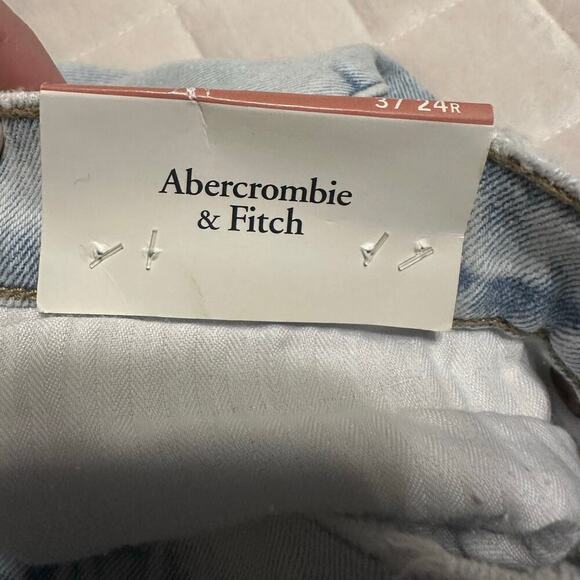 37 24R
Abercrombie
& Fitch